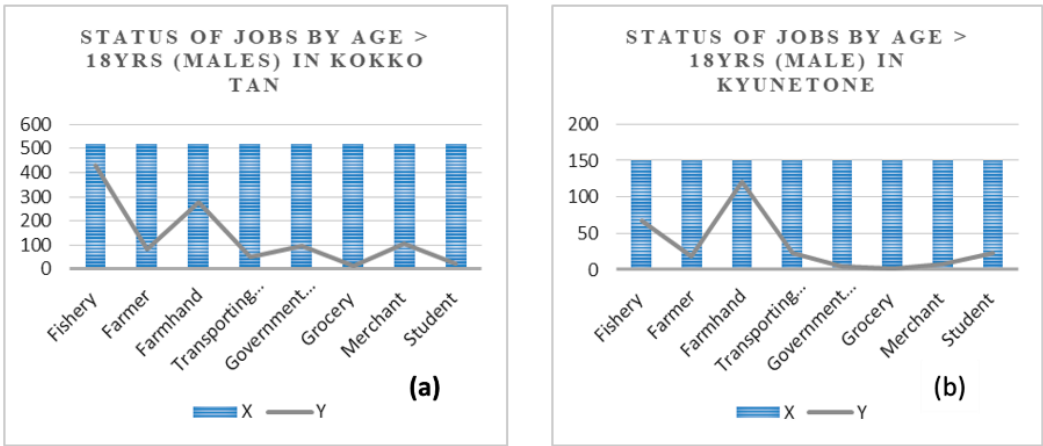 STATUS OF JOBS BY AGE >
18YRS (MALES) IN KOKKO
TAN
600
500
400
300
200
100
0
Fishery
Farmer
Farmhand
Transporting...
Government...
Grocery
Merchant
Student
(a)
X
Y
STATUS OF JOBS BY AGE >
18YRS (MALE) IN
KYUNETONE
200
150
100
50
0
Fishery
Farmer
Farmhand
Transporting...
Government...
Grocery
Merchant
Student
(b)
X
Y